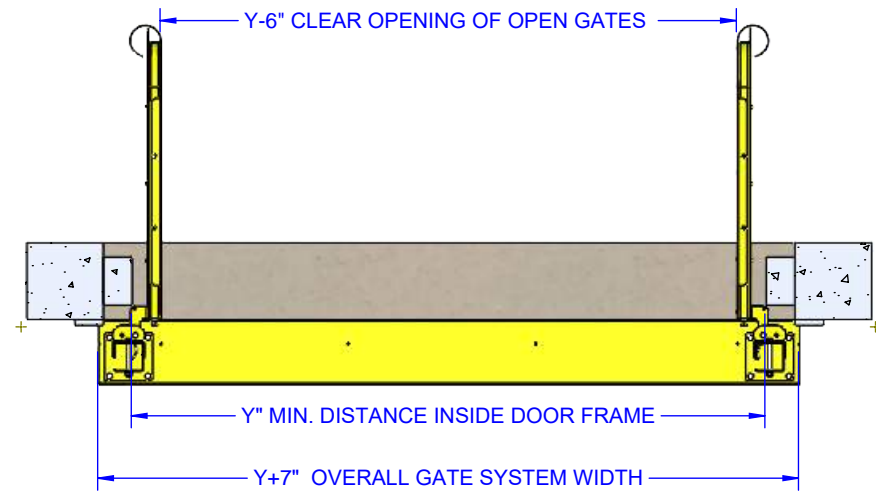 Y-6" CLEAR OPENING OF OPEN GATES
Y" MIN. DISTANCE INSIDE DOOR FRAME
Y+7" OVERALL GATE SYSTEM WIDTH